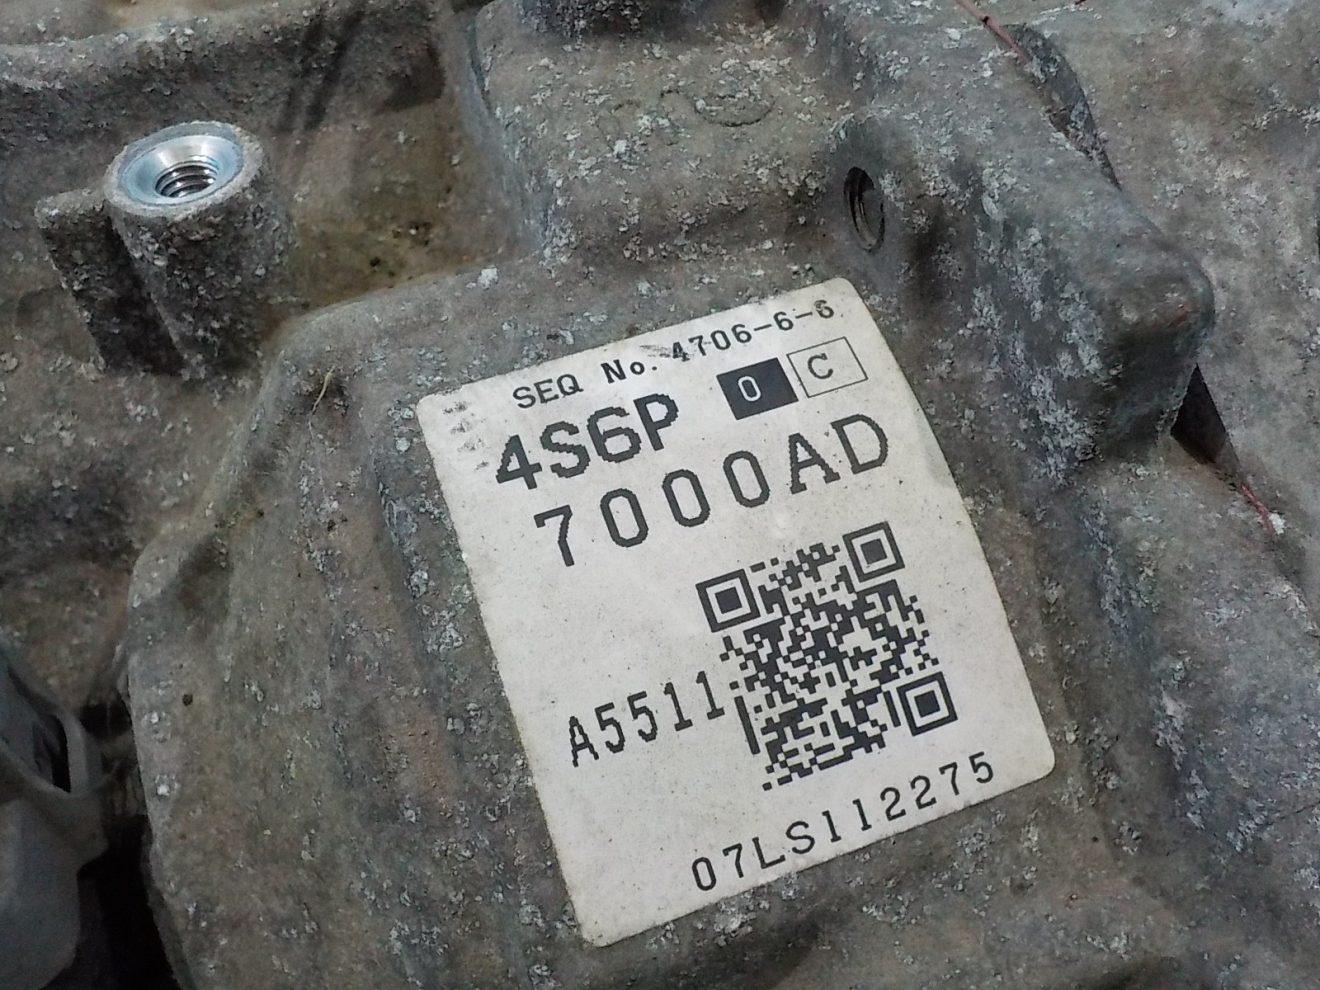 SEQ No. 4706-6-6
4S6P 0 C
7000AD
A5511
07LS112275